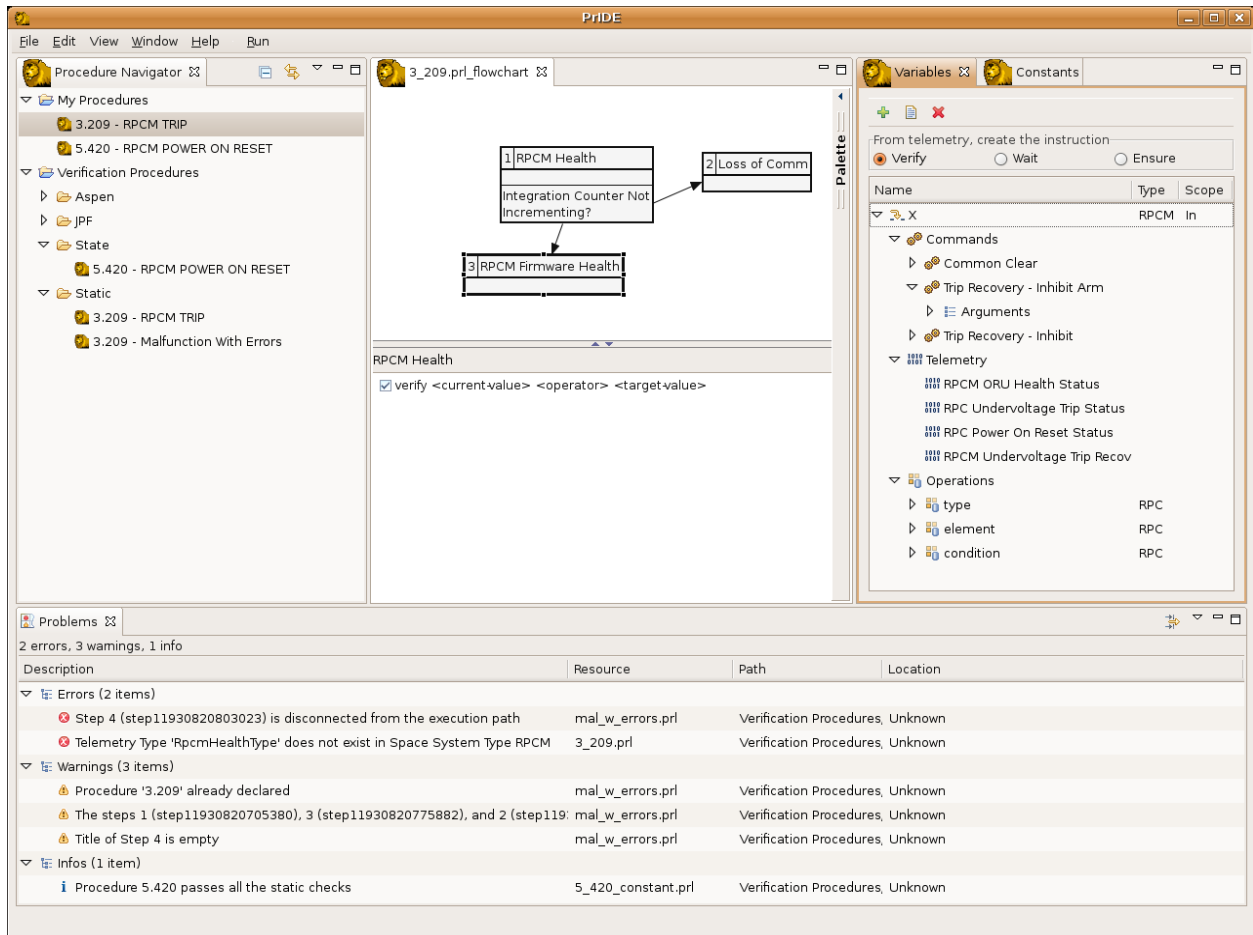 PrIDE
File Edit View Window Help Run
Procedure Navigator
My Procedures
3.209 - RPCM TRIP
5.420 - RPCM POWER ON RESET
Verification Procedures
Aspen
JPF
State
5.420 - RPCM POWER ON RESET
Static
3.209 - RPCM TRIP
3.209 - Malfunction With Errors
3_209.prl_flowchart
1 RPCM Health
Integration Counter Not
Incrementing?
2 Loss of Comm
3 RPCM Firmware Health
Palette
RPCM Health
verify <current-value> <operator> <target-value>
Variables Constants
From telemetry, create the instruction
Verify Wait Ensure
Name Type Scope
X RPCM In
Commands
Common Clear
Trip Recovery - Inhibit Arm
Arguments
Trip Recovery - Inhibit
Telemetry
RPCM ORU Health Status
RPC Undervoltage Trip Status
RPC Power On Reset Status
RPCM Undervoltage Trip Recov
Operations
type RPC
element RPC
condition RPC
Problems
2 errors, 3 warnings, 1 info
Description Resource Path Location
Errors (2 items)
Step 4 (step11930820803023) is disconnected from the execution path mal_w_errors.prl Verification Procedures, Unknown
Telemetry Type 'RpcmHealthType' does not exist in Space System Type RPCM 3_209.prl Verification Procedures, Unknown
Warnings (3 items)
Procedure '3.209' already declared mal_w_errors.prl Verification Procedures, Unknown
The steps 1 (step11930820705380), 3 (step11930820775882), and 2 (step119: mal_w_errors.prl Verification Procedures, Unknown
Title of Step 4 is empty mal_w_errors.prl Verification Procedures, Unknown
Infos (1 item)
Procedure 5.420 passes all the static checks 5_420_constant.prl Verification Procedures, Unknown